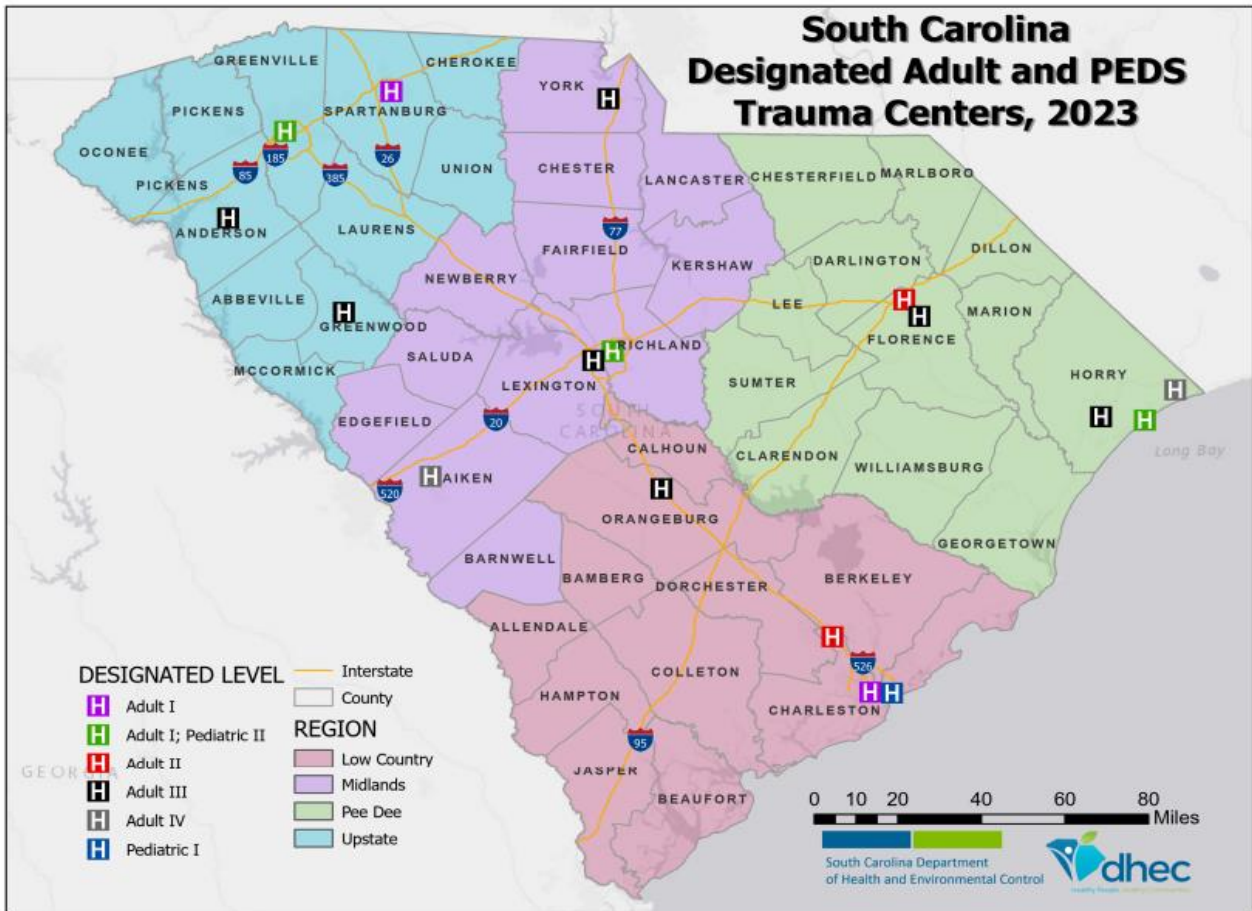 South Carolina
Designated Adult and PEDS
Trauma Centers, 2023
GREENVILLE
CHEROKEE
YORK
PICKENS
SPARTANBURG
OCONEE
185
26
UNION
CHESTER
LANCASTER
CHESTERFIELD
MARLBORO
85
385
PICKENS
ANDERSON
LAURENS
77
FAIRFIELD
DILLON
DARLINGTON
NEWBERRY
KERSHAW
ABBEVILLE
LEE
MARION
GREENWOOD
FLORENCE
RICHLAND
SALUDA
MCCORMICK
LEXINGTON
SUMTER
HORRY
SOUTH
CAROLINA
EDGEFIELD
20
CALHOUN
CLARENDON
Long Bay
WILLIAMSBURG
AIKEN
520
ORANGEBURG
GEORGETOWN
BARNWELL
BAMBERG
DORCHESTER
BERKELEY
ALLENDALE
526
COLLETON
HAMPTON
CHARLESTON
95
JASPER
BEAUFORT
GEORGIA
DESIGNATED LEVEL
H Adult I
H Adult I; Pediatric II
H Adult II
H Adult III
H Adult IV
H Pediatric I
Interstate
County
REGION
Low Country
Midlands
Pee Dee
Upstate
0 10 20 40 60 80
Miles
South Carolina Department
of Health and Environmental Control
dhec